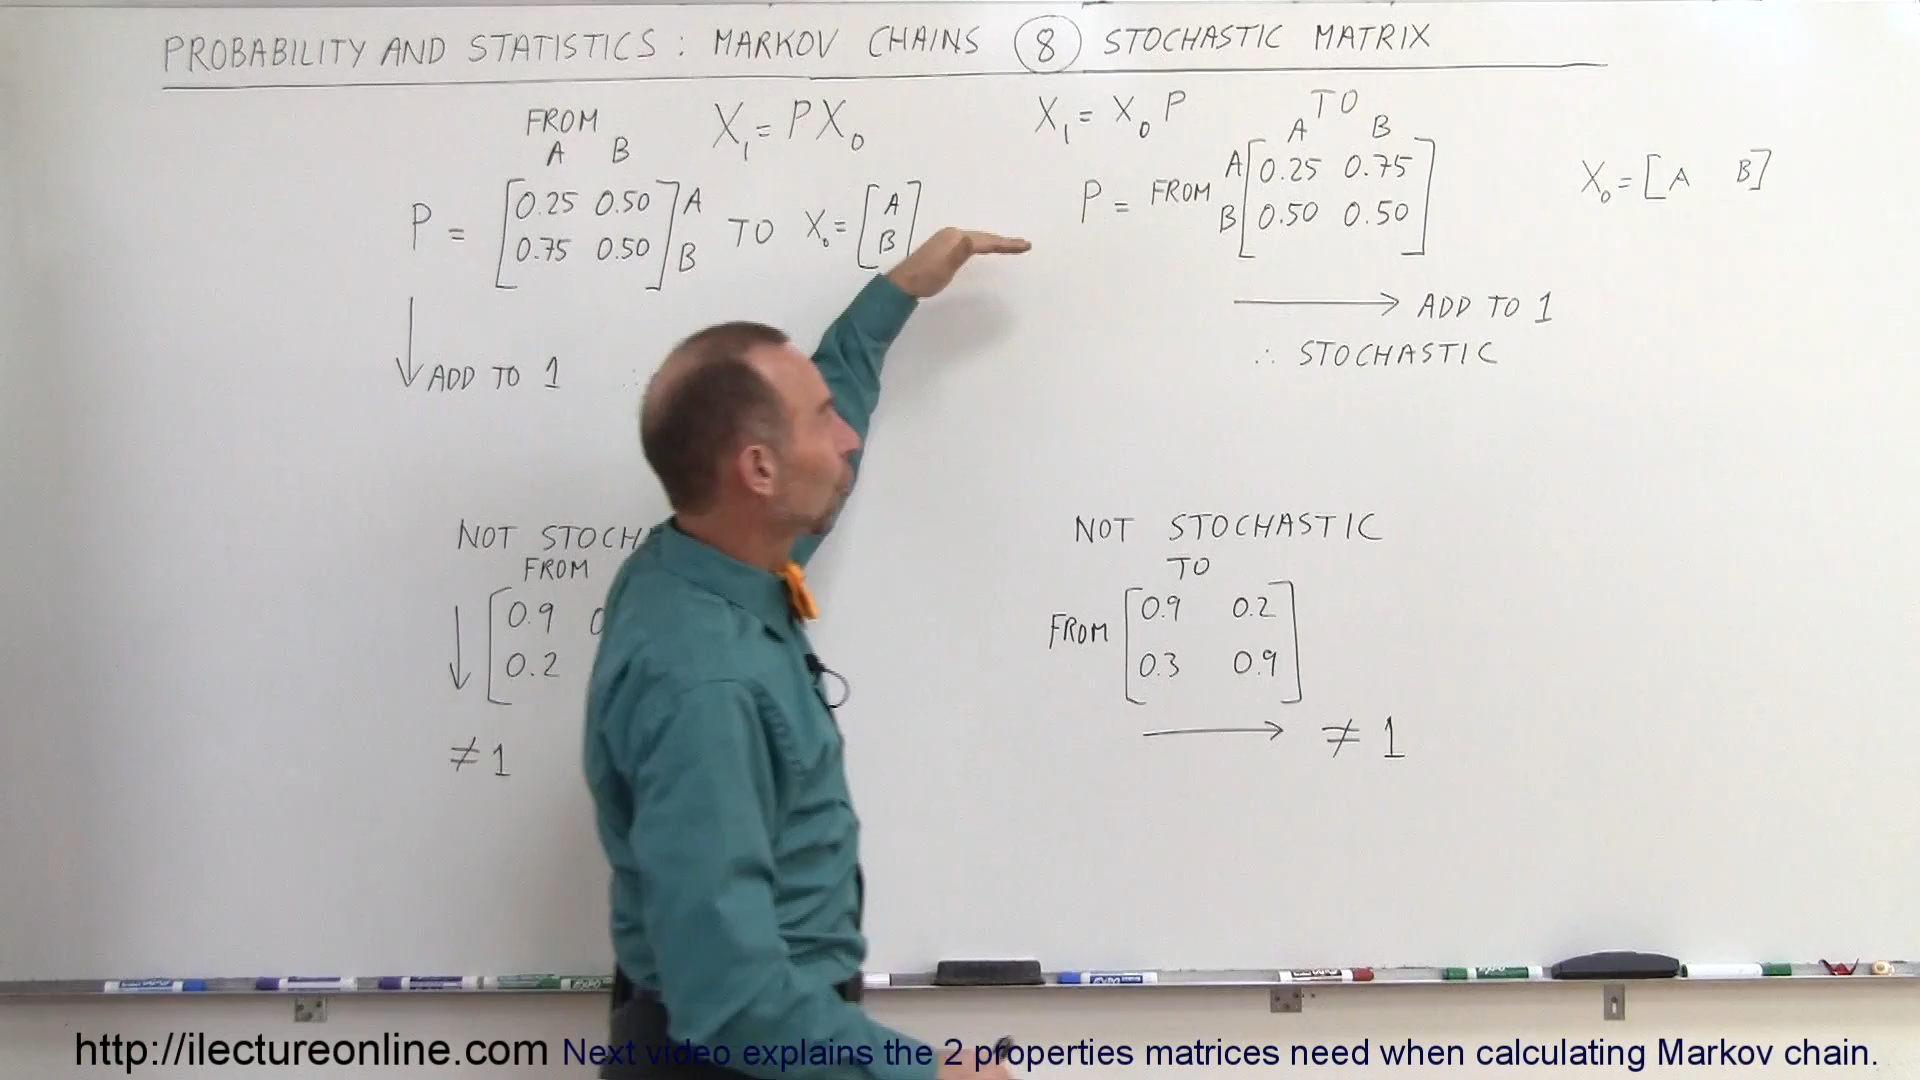 PROBABILITY AND STATISTICS : MARKOV CHAINS 8 STOCHASTIC MATRIX
FROM
A B
X₁ = P X₀
P = [0.25 0.50] A
[0.75 0.50] B
TO X₀ = [A
B]
↓ ADD TO 1
NOT STOCH
FROM
↓ [0.9
0.2
≠ 1
X₁ = X₀ P
TO
A B
P = FROM A [0.25 0.75]
B [0.50 0.50]
X₀ = [A B]
→ ADD TO 1
∴ STOCHASTIC
NOT STOCHASTIC
TO
FROM [0.9 0.2]
[0.3 0.9]
→ ≠ 1
http://ilectureonline.com Next video explains the 2 properties matrices need when calculating Markov chain.